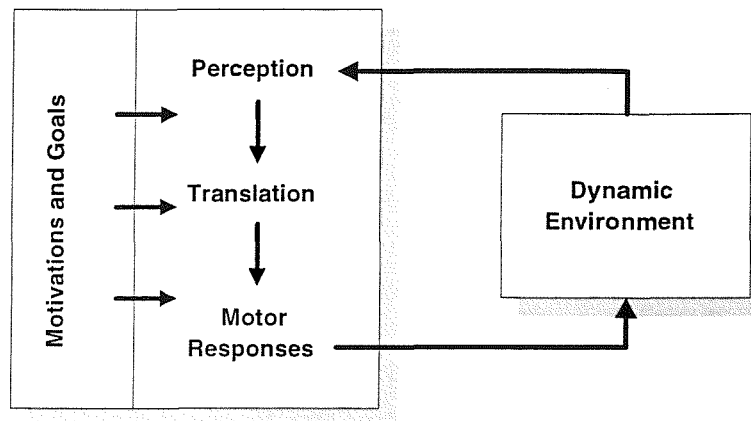 Motivations and Goals
Perception
Translation
Motor
Responses
Dynamic
Environment